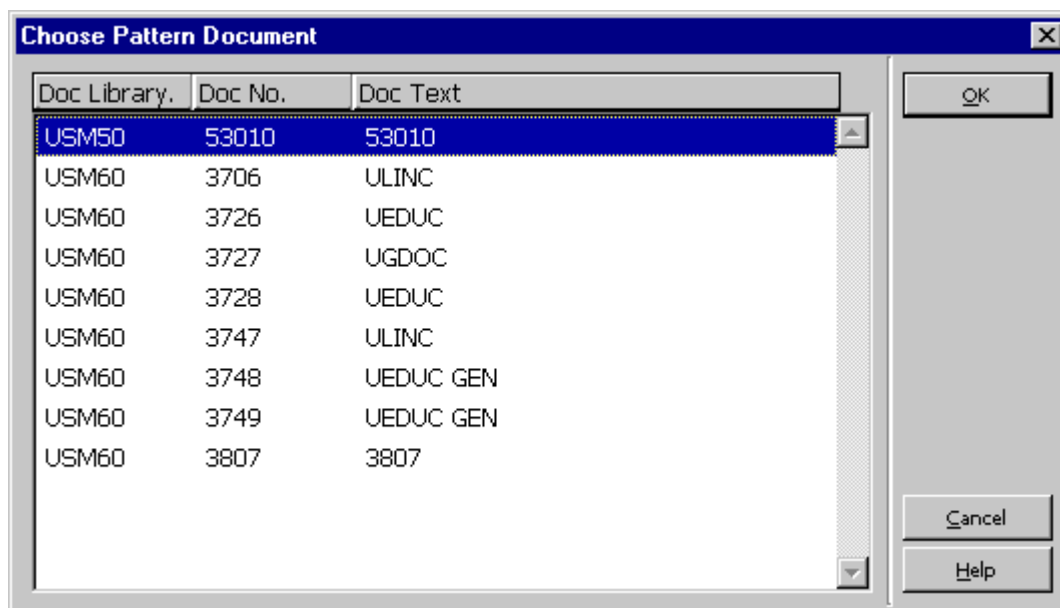 Choose Pattern Document
Doc Library. Doc No. Doc Text
OK
USM50 53010 53010
USM60 3706 ULINC
USM60 3726 UEDUC
USM60 3727 UGDOC
USM60 3728 UEDUC
USM60 3747 ULINC
USM60 3748 UEDUC GEN
USM60 3749 UEDUC GEN
USM60 3807 3807
Cancel
Help